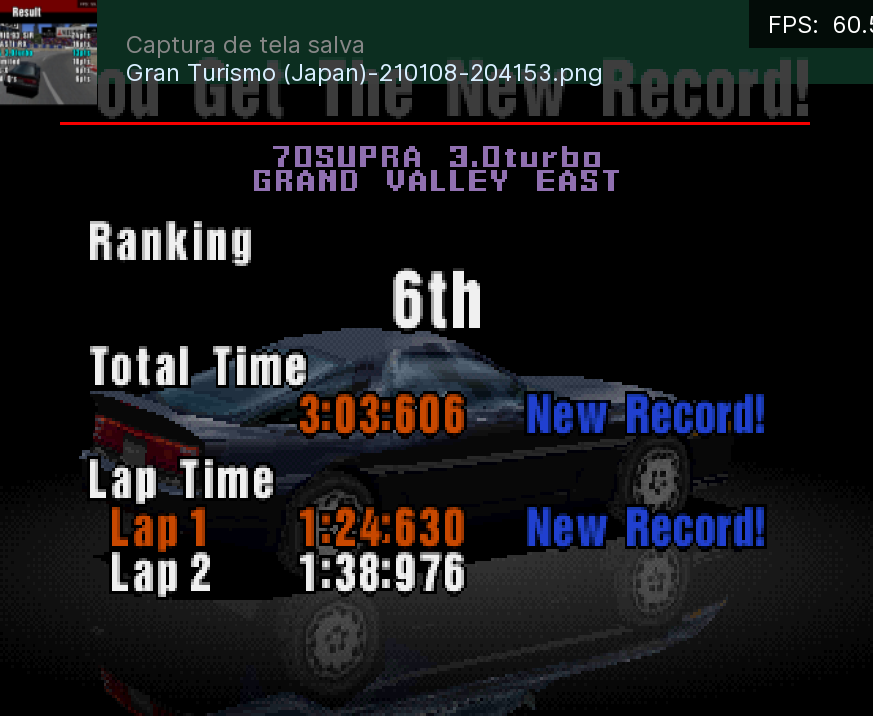 Result
FPS: 60.5
Captura de tela salva
Gran Turismo (Japan)-210108-204153.png
ou Get The New Record!
70SUPRA 3.0turbo
GRAND VALLEY EAST
Ranking
6th
Total Time
3:03:606 New Record!
Lap Time
Lap 1 1:24:630 New Record!
Lap 2 1:38:976